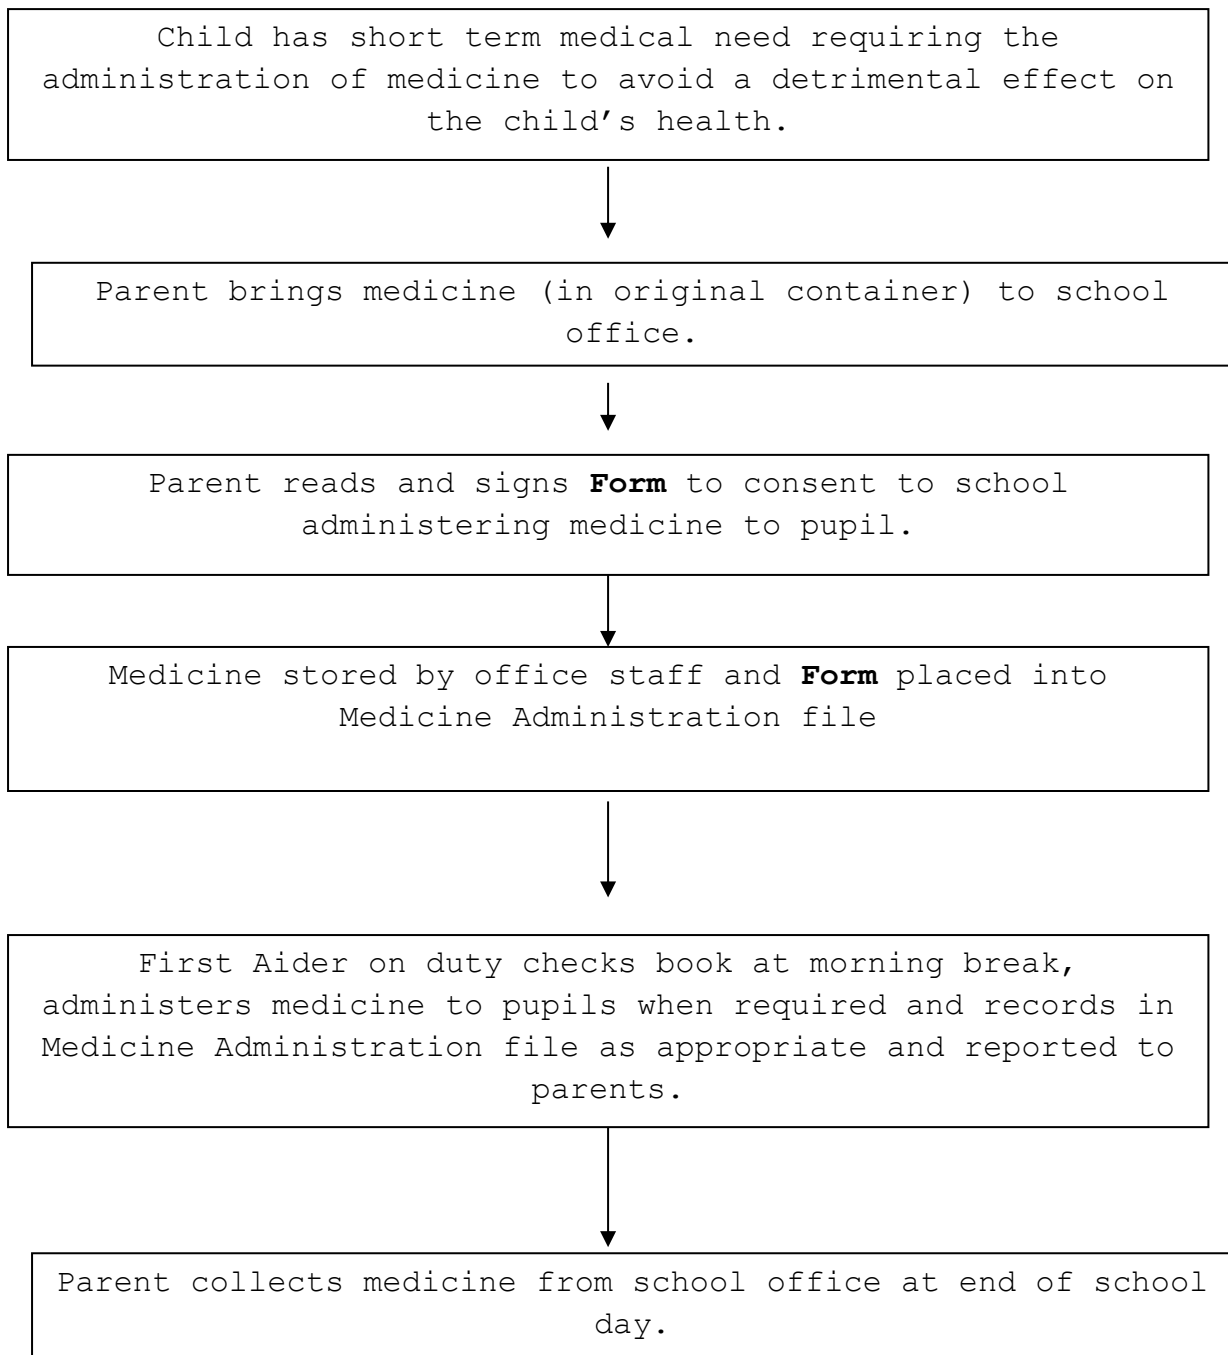 Child has short term medical need requiring the
administration of medicine to avoid a detrimental effect on
the child’s health.
Parent brings medicine (in original container) to school
office.
Parent reads and signs Form to consent to school
administering medicine to pupil.
Medicine stored by office staff and Form placed into
Medicine Administration file
First Aider on duty checks book at morning break,
administers medicine to pupils when required and records in
Medicine Administration file as appropriate and reported to
parents.
Parent collects medicine from school office at end of school
day.